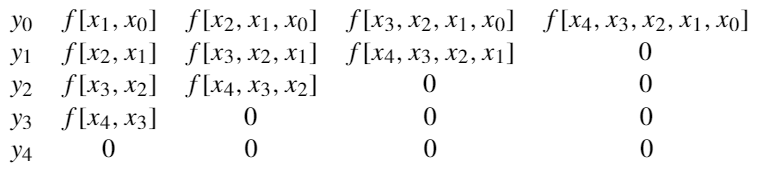 y0 f[x1, x0] f[x2, x1, x0] f[x3, x2, x1, x0] f[x4, x3, x2, x1, x0]
y1 f[x2, x1] f[x3, x2, x1] f[x4, x3, x2, x1] 0
y2 f[x3, x2] f[x4, x3, x2] 0 0
y3 f[x4, x3] 0 0 0
y4 0 0 0 0